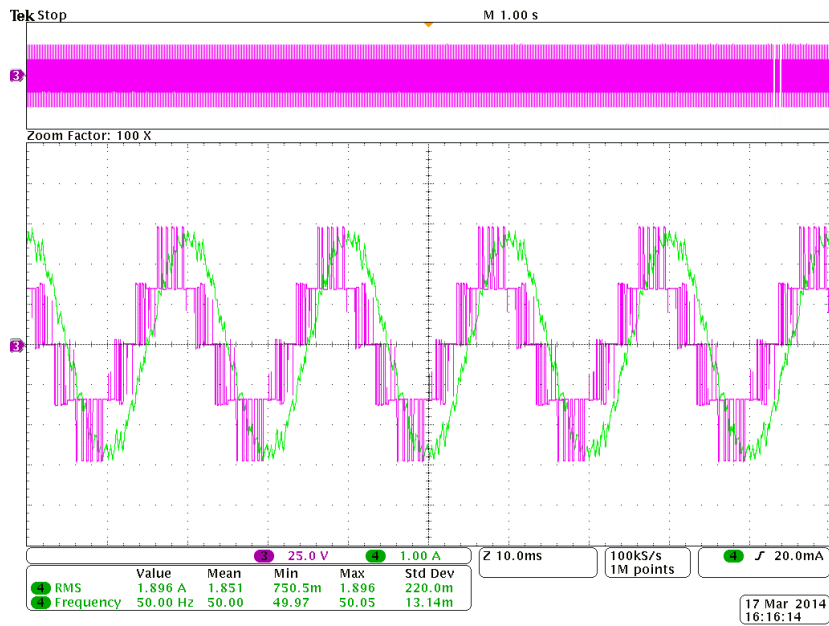 Tek Stop M 1.00 s
3
Zoom Factor: 100 X
3
3 25.0 V 4 1.00 A Z 10.0ms 100kS/s 4 20.0mA
1M points
Value Mean Min Max Std Dev
4 RMS 1.896 A 1.851 750.5m 1.896 220.0m
4 Frequency 50.00 Hz 50.00 49.97 50.05 13.14m
17 Mar 2014
16:16:14